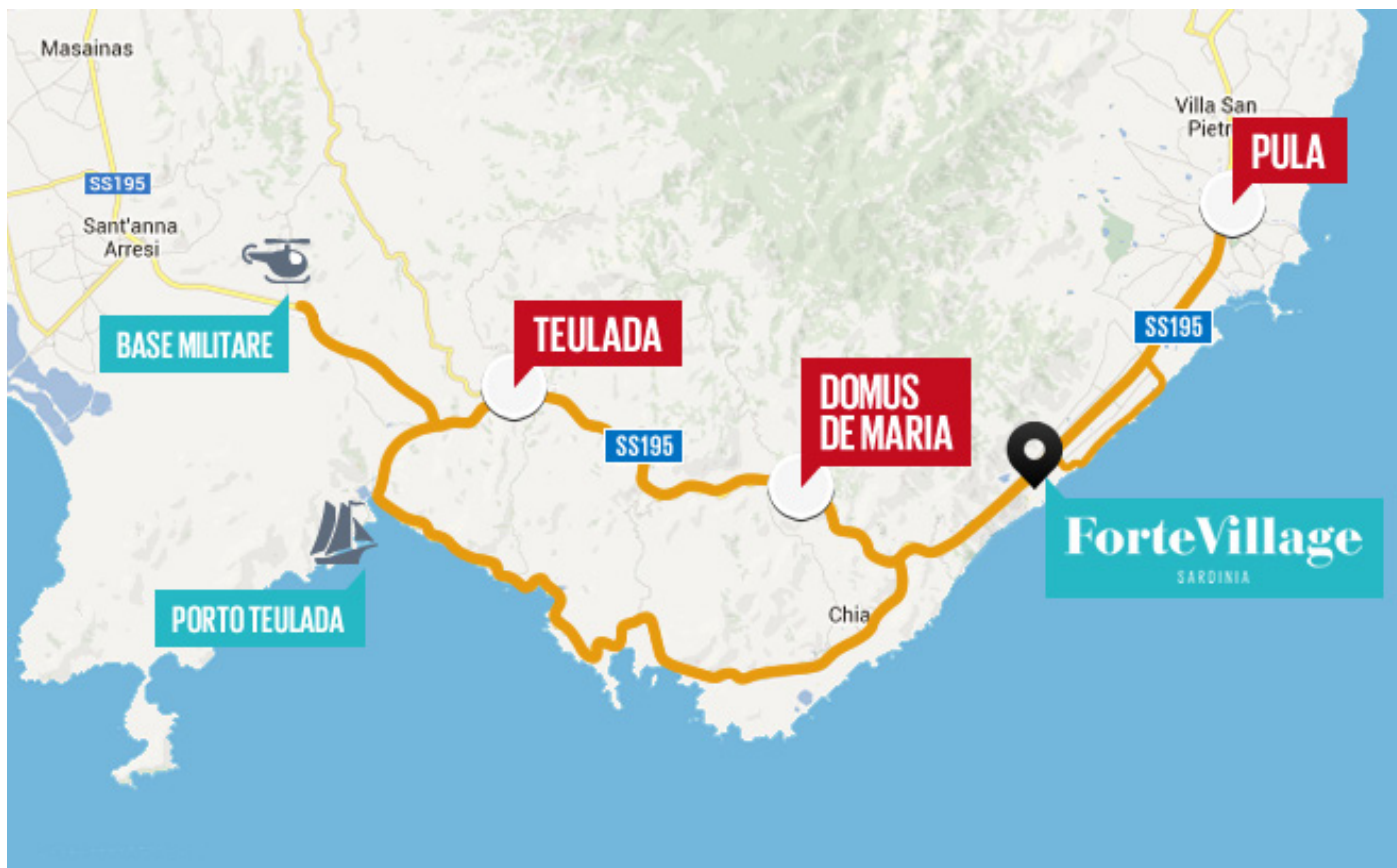 Masainas
Villa San
Pietr
PULA
SS195
Sant'anna
Arresi
BASE MILITARE
TEULADA
SS195
DOMUS
DE MARIA
SS195
ForteVillage
SARDINIA
PORTO TEULADA
Chia